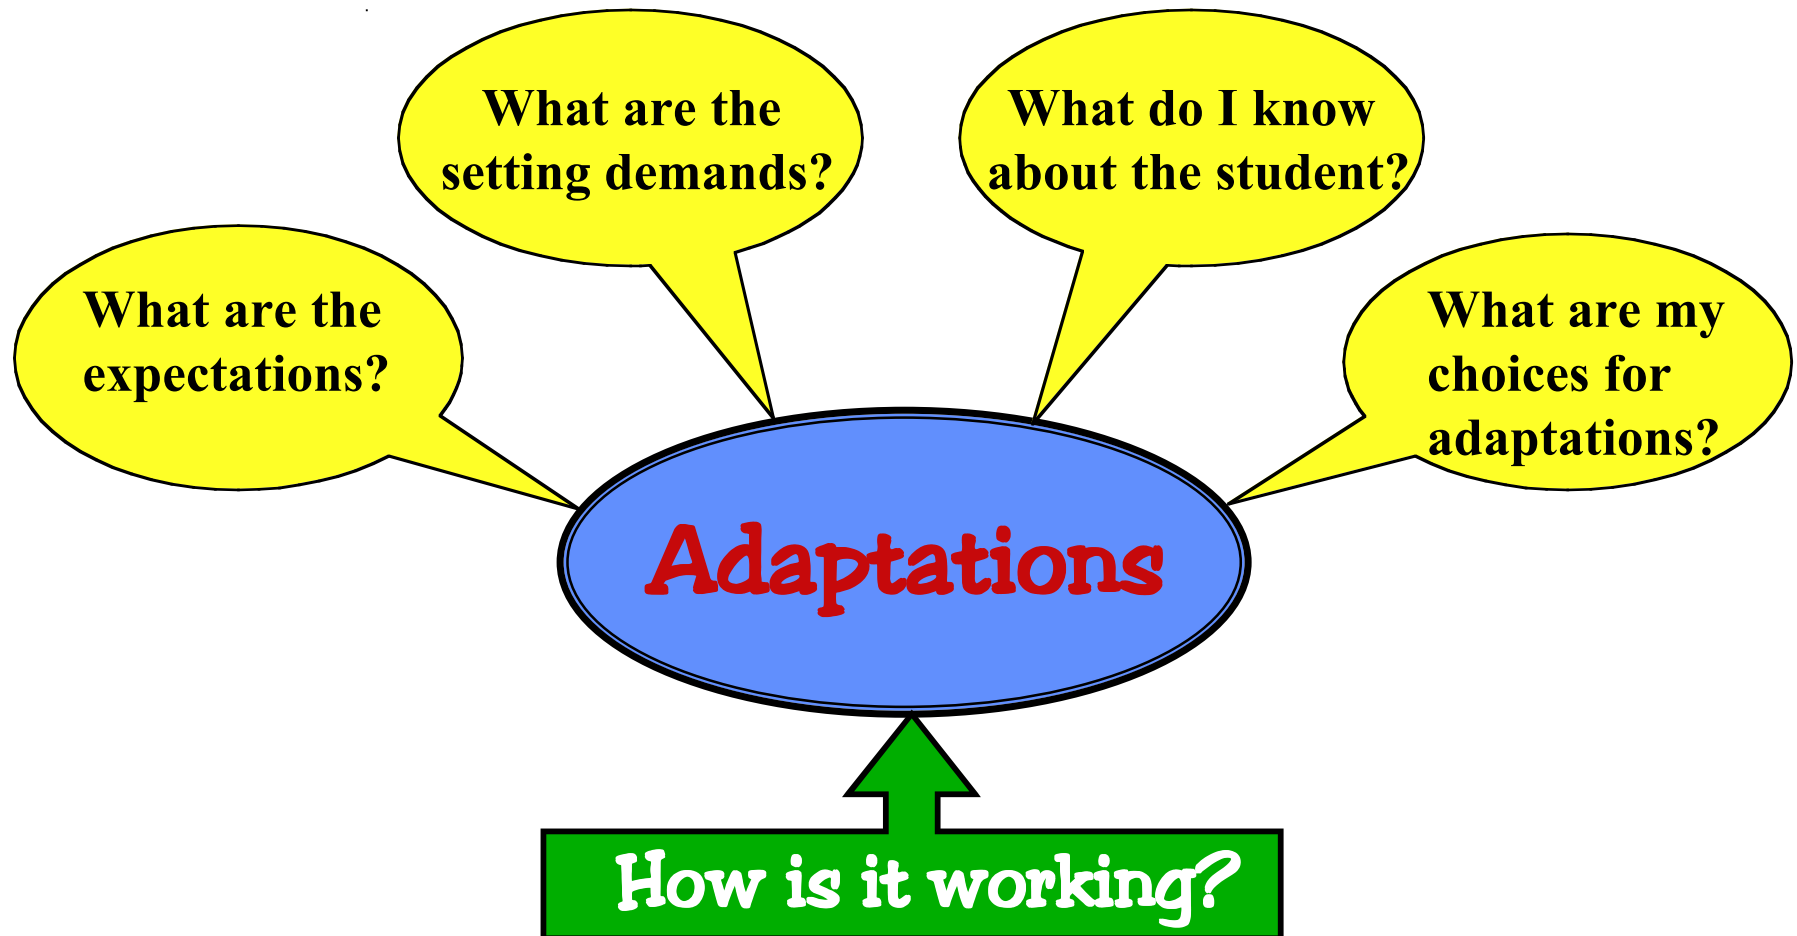 What are the
setting demands?
What do I know
about the student?
What are the
expectations?
What are my
choices for
adaptations?
Adaptations
How is it working?